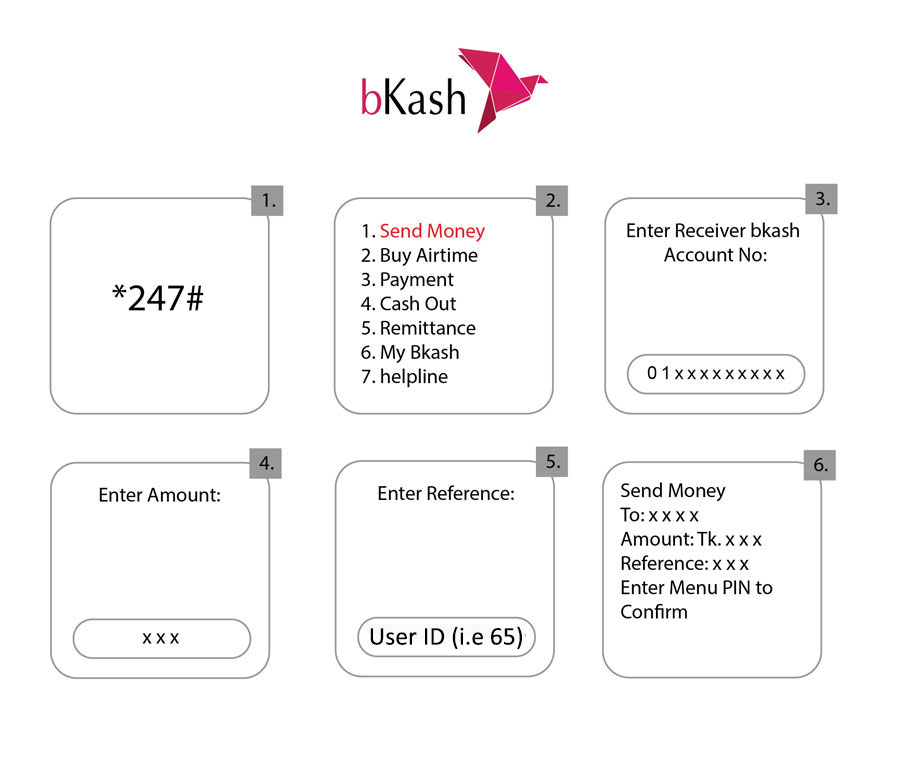 bKash
1.
*247#
2.
1. Send Money
2. Buy Airtime
3. Payment
4. Cash Out
5. Remittance
6. My Bkash
7. helpline
3.
Enter Receiver bkash
Account No:
0 1 x x x x x x x x x
4.
Enter Amount:
x x x
5.
Enter Reference:
User ID (i.e 65)
6.
Send Money
To: x x x x
Amount: Tk. x x x
Reference: x x x
Enter Menu PIN to
Confirm